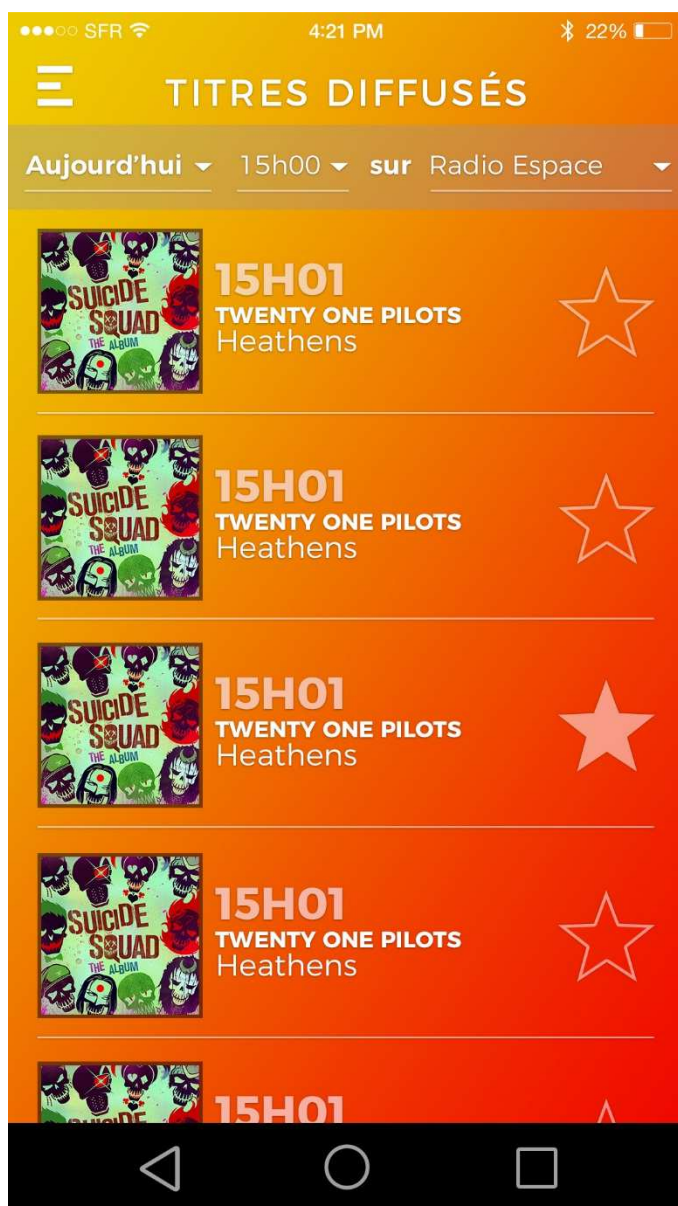 SFR 4:21 PM 22%
TITRES DIFFUSÉS
Aujourd'hui 15h00 sur Radio Espace
SUICIDE
SQUAD
THE ALBUM
15H01
TWENTY ONE PILOTS
Heathens
SUICIDE
SQUAD
THE ALBUM
15H01
TWENTY ONE PILOTS
Heathens
SUICIDE
SQUAD
THE ALBUM
15H01
TWENTY ONE PILOTS
Heathens
SUICIDE
SQUAD
THE ALBUM
15H01
TWENTY ONE PILOTS
Heathens
SUICIDE
15H01